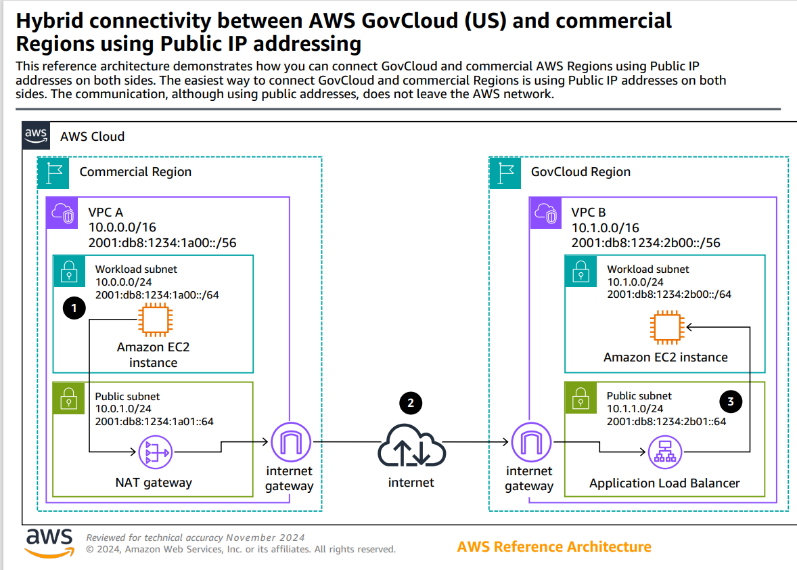 Hybrid connectivity between AWS GovCloud (US) and commercial
Regions using Public IP addressing
This reference architecture demonstrates how you can connect GovCloud and commercial AWS Regions using Public IP
addresses on both sides. The easiest way to connect GovCloud and commercial Regions is using Public IP addresses on both
sides. The communication, although using public addresses, does not leave the AWS network.
aws
AWS Cloud
Commercial Region
VPC A
10.0.0.0/16
2001:db8:1234:1a00::/56
Workload subnet
10.0.0.0/24
2001:db8:1234:1a00::/64
1
Amazon EC2
instance
Public subnet
10.0.1.0/24
2001:db8:1234:1a01::64
NAT gateway
internet
gateway
2
internet
GovCloud Region
VPC B
10.1.0.0/16
2001:db8:1234:2b00::/56
Workload subnet
10.1.0.0/24
2001:db8:1234:2b00::/64
Amazon EC2 instance
Public subnet
10.1.1.0/24
2001:db8:1234:2b01::64
3
internet
gateway
Application Load Balancer
aws
Reviewed for technical accuracy November 2024
© 2024, Amazon Web Services, Inc. or its affiliates. All rights reserved.
AWS Reference Architecture